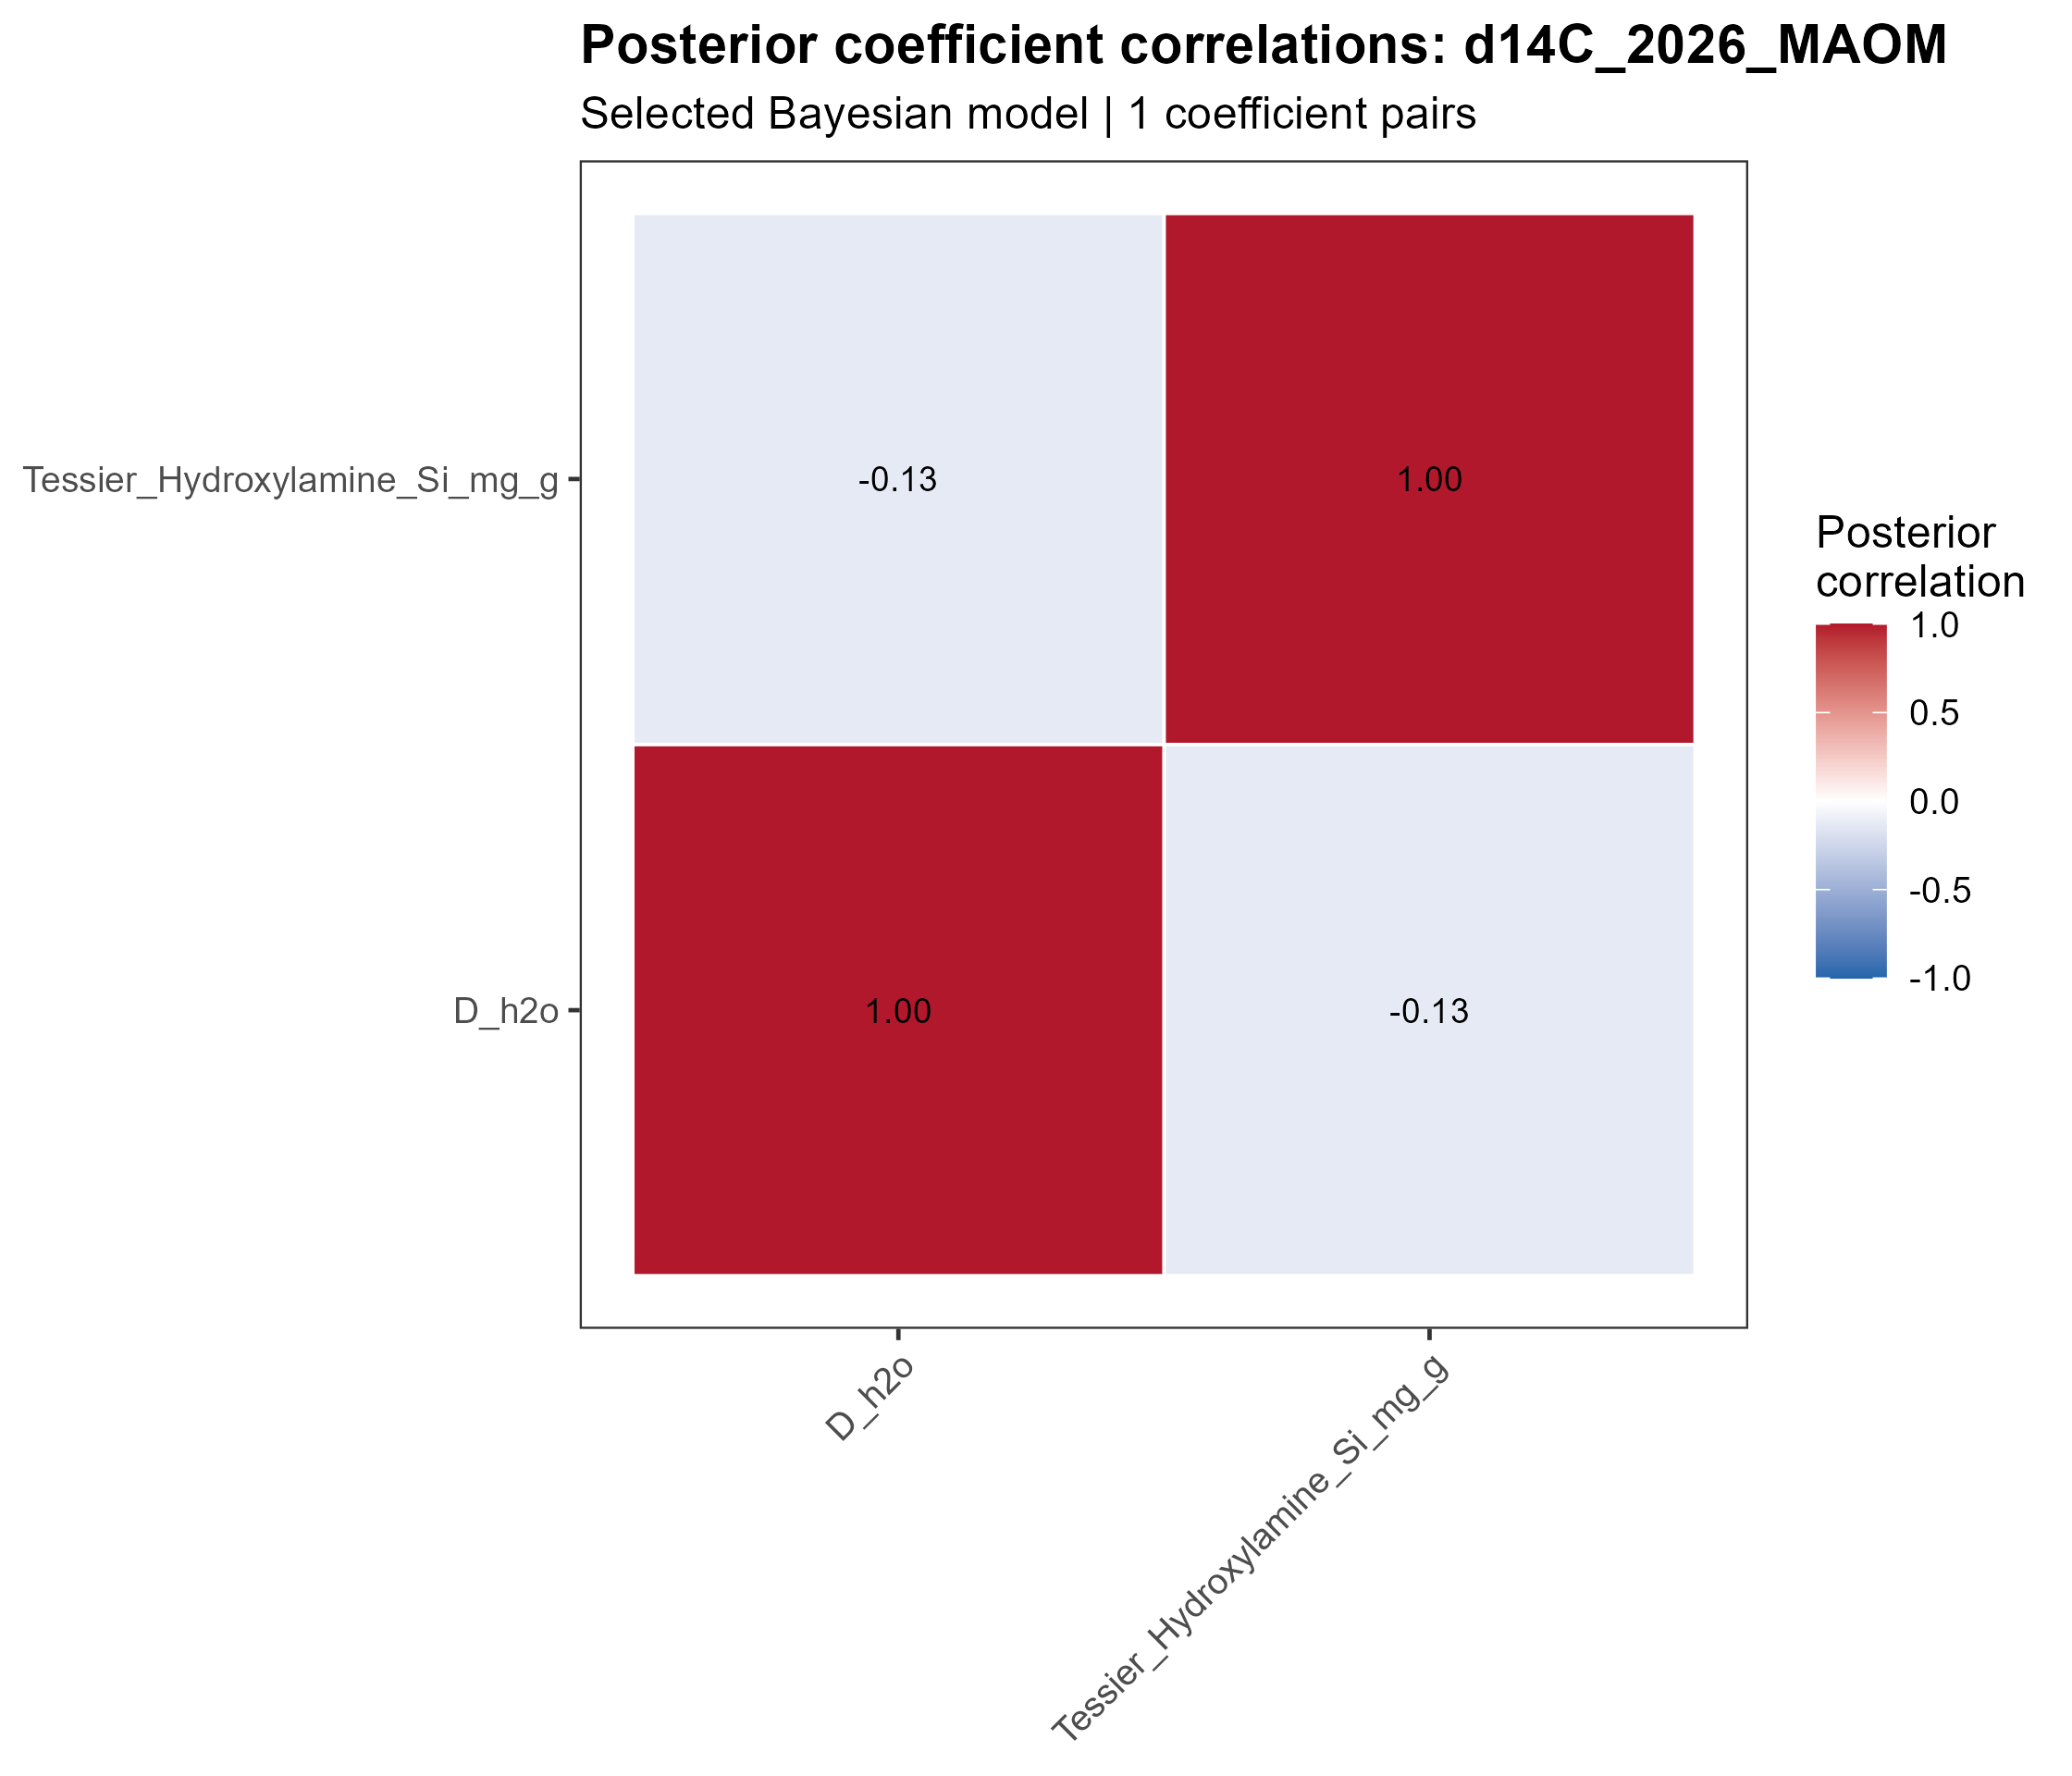 Posterior coefficient correlations: d14C_2026_MAOM
Selected Bayesian model | 1 coefficient pairs
Tessier_Hydroxylamine_Si_mg_g
-0.13
1.00
D_h2o
1.00
-0.13
D_h2o
Tessier_Hydroxylamine_Si_mg_g
Posterior
correlation
1.0
0.5
0.0
-0.5
-1.0